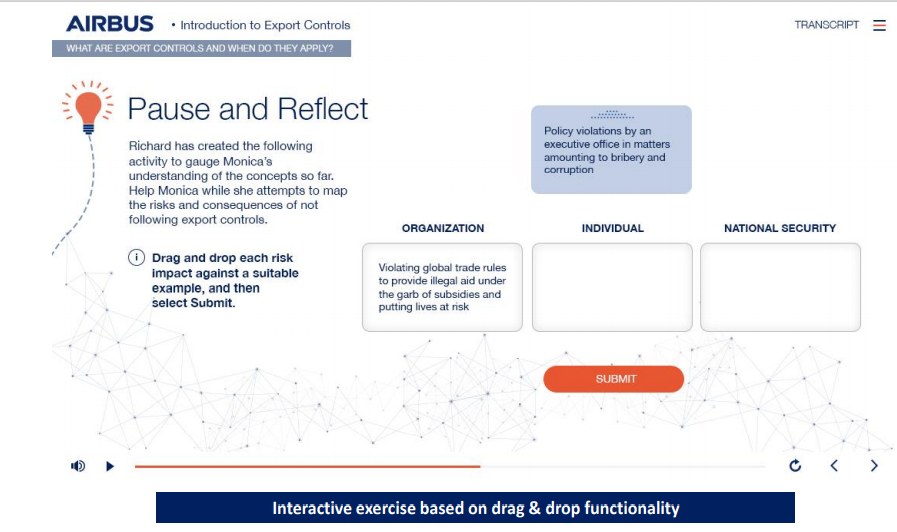 AIRBUS • Introduction to Export Controls
TRANSCRIPT
WHAT ARE EXPORT CONTROLS AND WHEN DO THEY APPLY?
Pause and Reflect
Richard has created the following
activity to gauge Monica's
understanding of the concepts so far.
Help Monica while she attempts to map
the risks and consequences of not
following export controls.
Drag and drop each risk
impact against a suitable
example, and then
select Submit.
Policy violations by an
executive office in matters
amounting to bribery and
corruption
ORGANIZATION
Violating global trade rules
to provide illegal aid under
the garb of subsidies and
putting lives at risk
INDIVIDUAL
NATIONAL SECURITY
SUBMIT
Interactive exercise based on drag & drop functionality